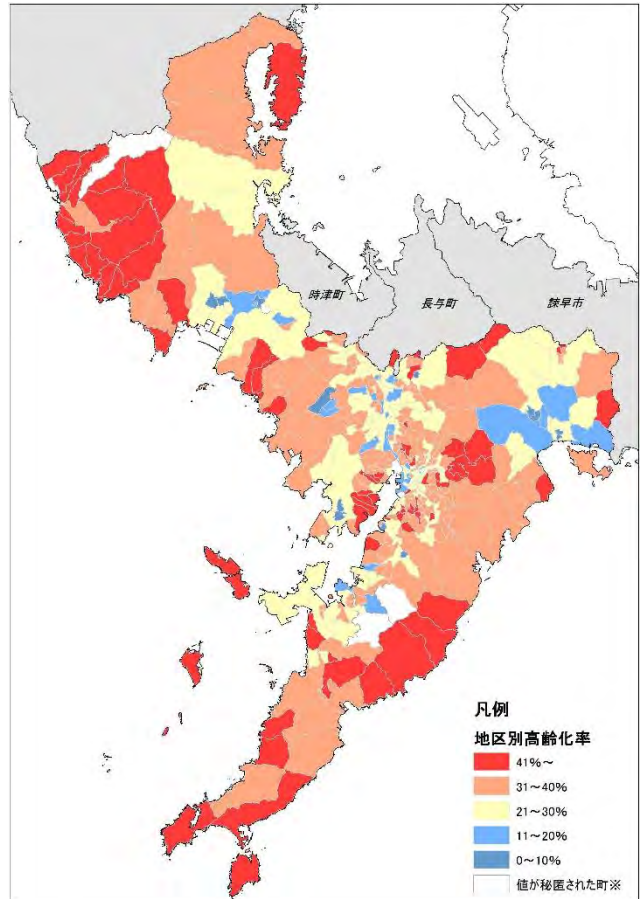 時津町
長与町
諫早市
凡例
地区別高齢化率
41%～
31～40%
21～30%
11～20%
0～10%
値が秘匿された町※